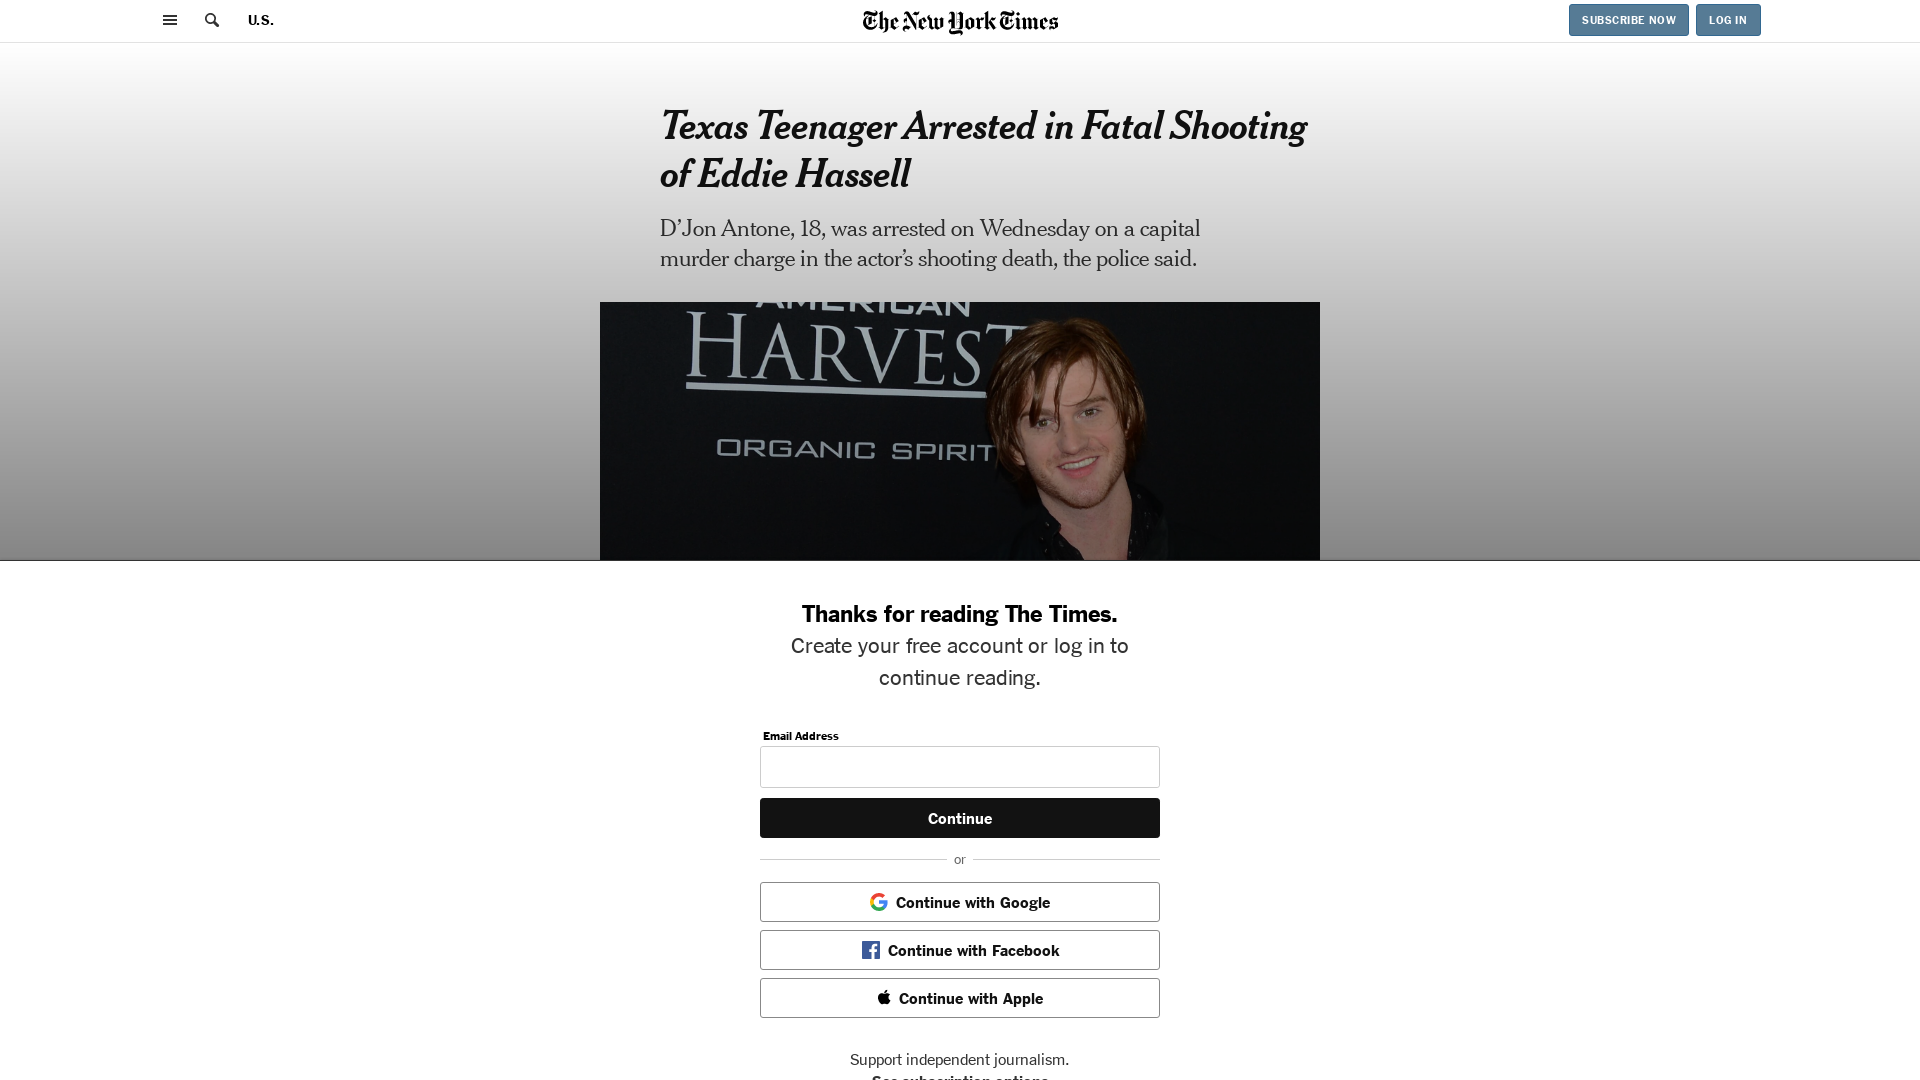 U.S.
The New York Times
SUBSCRIBE NOW
LOG IN
Texas Teenager Arrested in Fatal Shooting
of Eddie Hassell
D’Jon Antone, 18, was arrested on Wednesday on a capital
murder charge in the actor’s shooting death, the police said.
AMERICAN
HARVEST
ORGANIC SPIRIT
Thanks for reading The Times.
Create your free account or log in to
continue reading.
Email Address
Continue
or
Continue with Google
Continue with Facebook
Continue with Apple
Support independent journalism.
See subscription options.